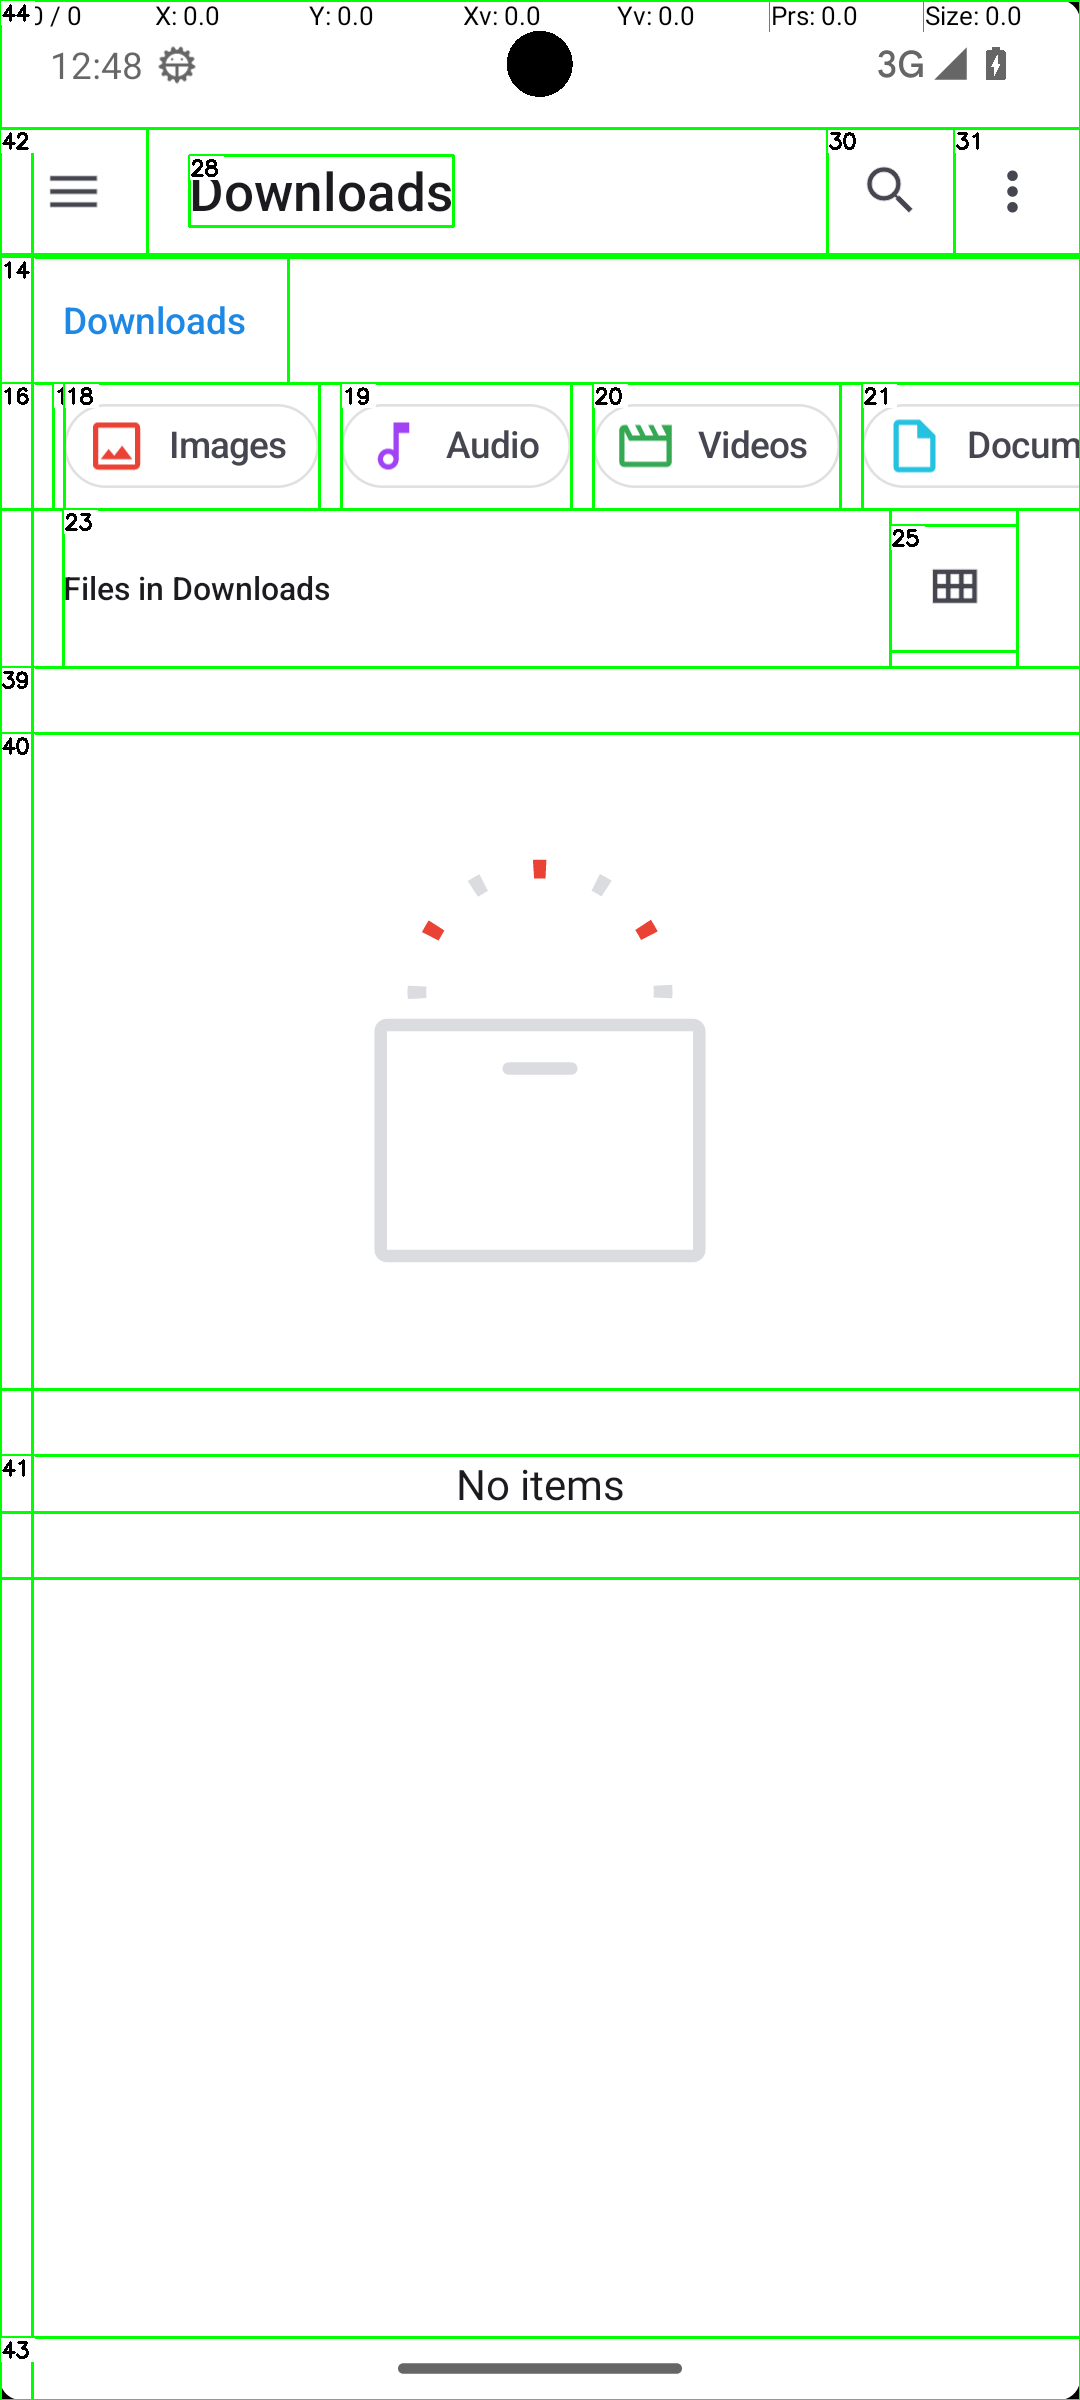 44 0 / 0 X: 0.0 Y: 0.0 Xv: 0.0 Yv: 0.0 Prs: 0.0 Size: 0.0
12:48 3G
42 28 Downloads 30 31
14
Downloads
16 18 19 20 21
Images Audio Videos Docum
23
25
Files in Downloads
39
40
41
No items
43